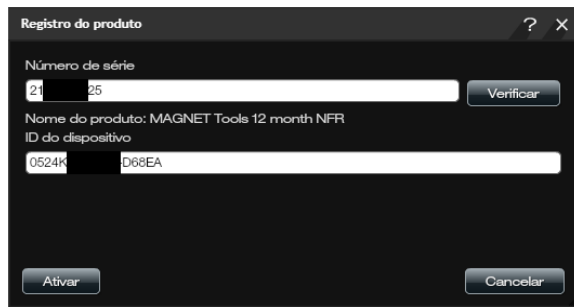 Registro do produto ? X
Número de série
21 25 Verificar
Nome do produto: MAGNET Tools 12 month NFR
ID do dispositivo
0524K -D68EA
Ativar Cancelar